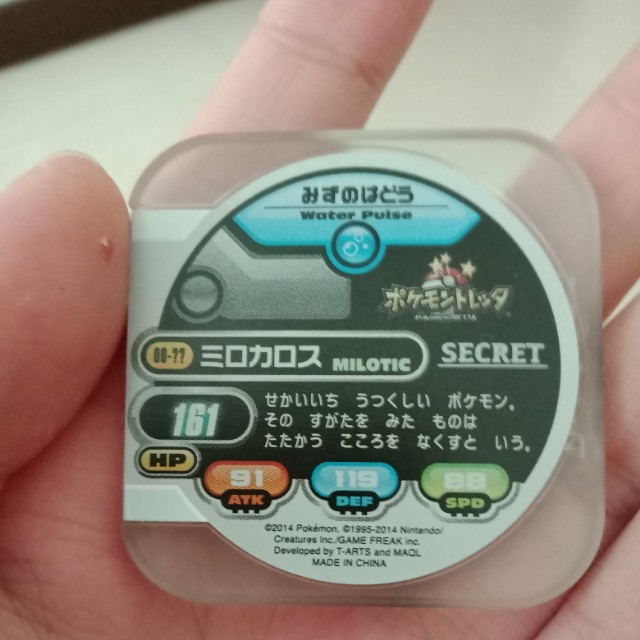 みずのはどう
Water Pulse
ポケモントレッタ
00-??
ミロカロス MILOTIC
SECRET
161
HP
せかいいち うつくしい ポケモン。
その すがたを みた ものは
たたかう こころを なくすと いう。
91
ATK
119
DEF
88
SPD
©2014 Pokémon. ©1995-2014 Nintendo/
Creatures Inc./GAME FREAK inc.
Developed by T-ARTS and MAQL
MADE IN CHINA